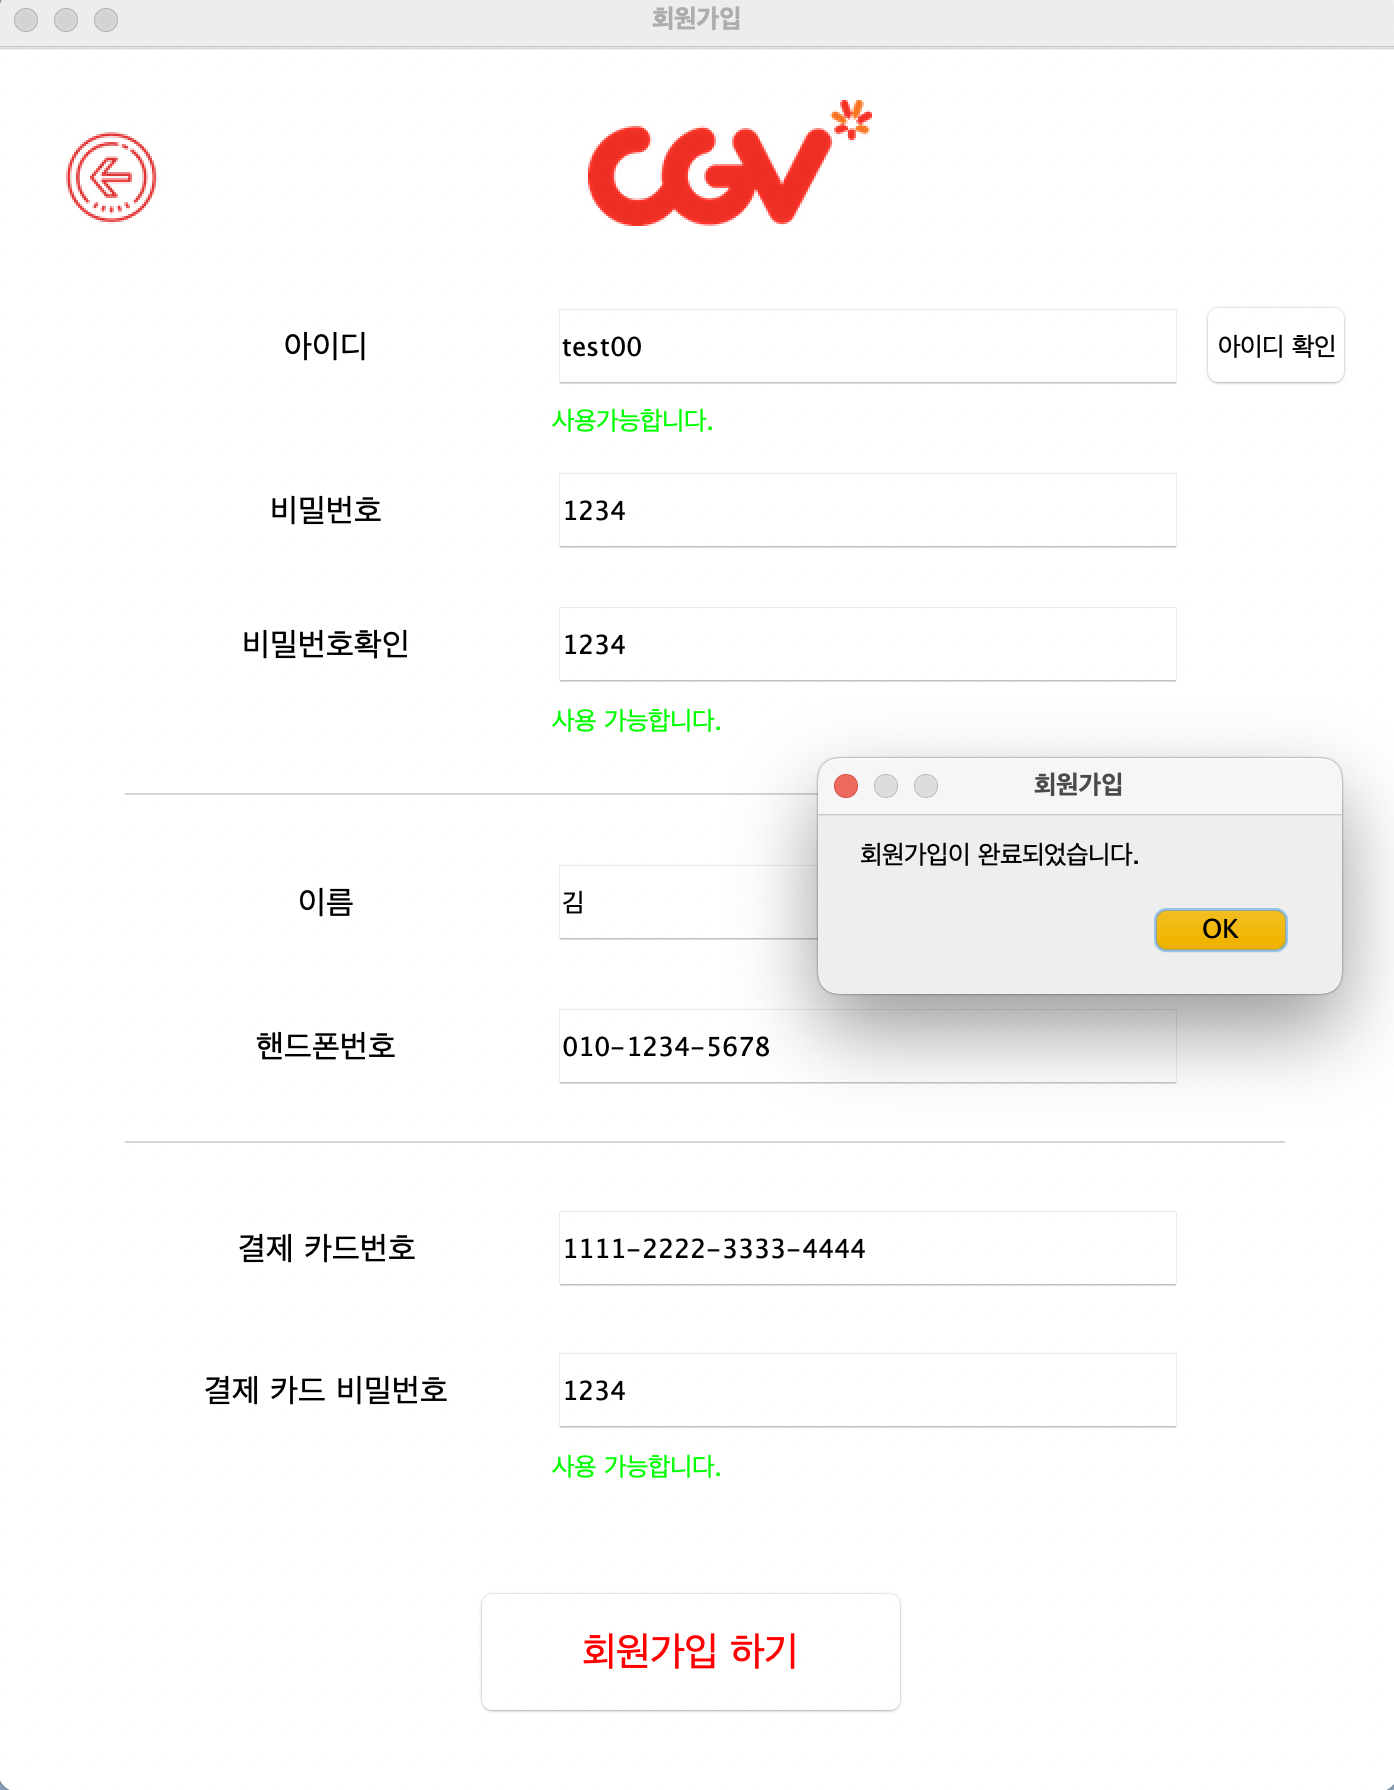 회원가입
CGV
아이디
test00
아이디 확인
사용가능합니다.
비밀번호
1234
비밀번호확인
1234
사용 가능합니다.
회원가입
회원가입이 완료되었습니다.
OK
이름
김
핸드폰번호
010-1234-5678
결제 카드번호
1111-2222-3333-4444
결제 카드 비밀번호
1234
사용 가능합니다.
회원가입 하기